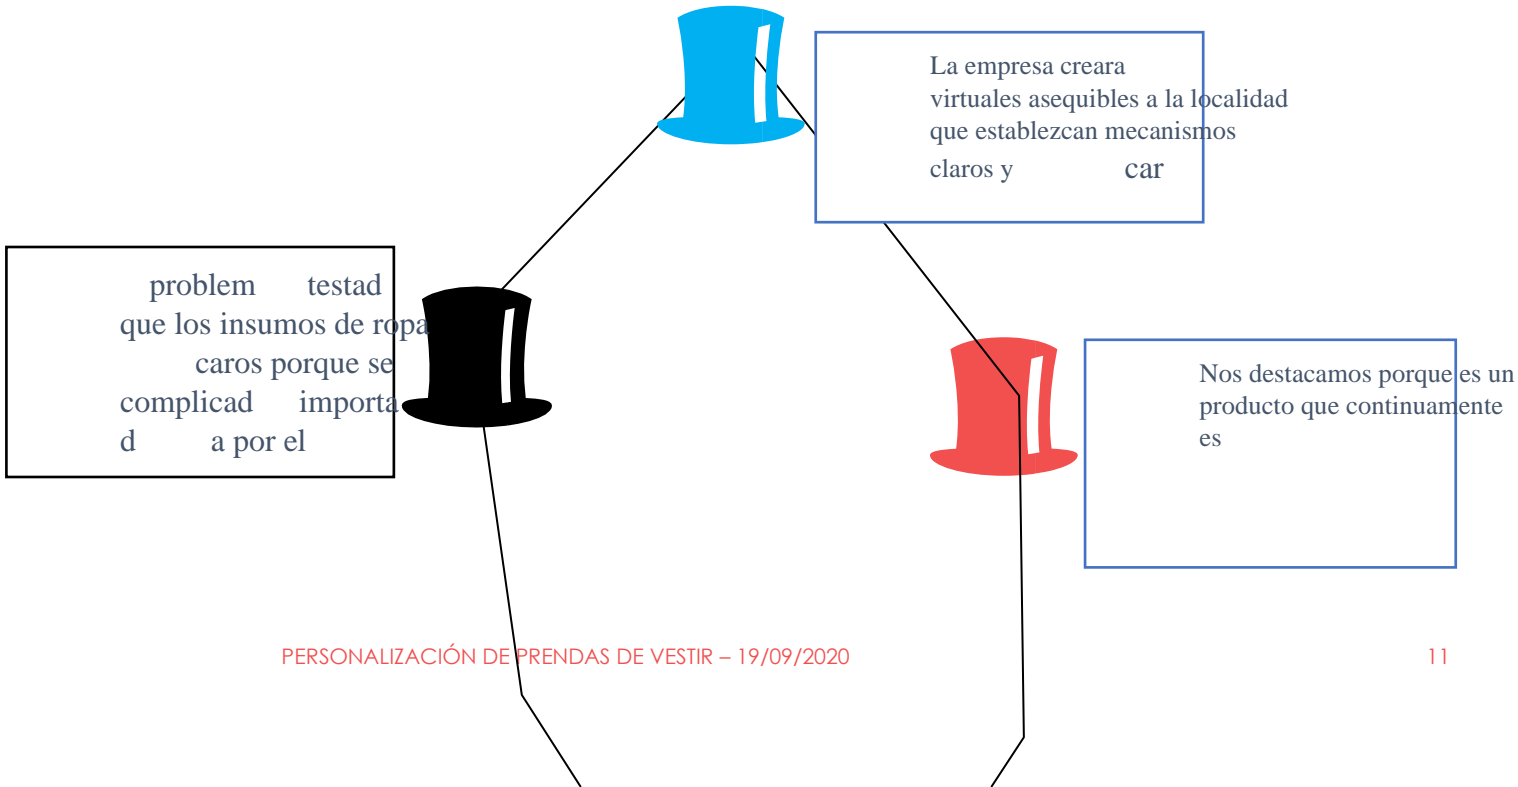 La empresa creara
virtuales asequibles a la localidad
que establezcan mecanismos
claros y car
problem testad
que los insumos de ropa
caros porque se
complicad importa
d a por el
Nos destacamos porque es un
producto que continuamente
es
PERSONALIZACIÓN DE PRENDAS DE VESTIR – 19/09/2020 11